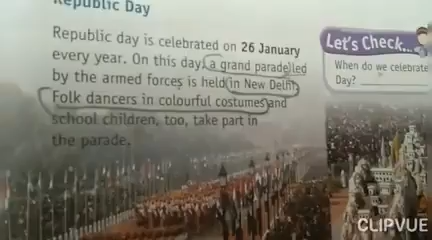 Republic Day
Republic day is celebrated on 26 January
every year. On this day, a grand parade led
by the armed forces is held in New Delhi.
Folk dancers in colourful costumes and
school children, too, take part in
the parade.
Let's Check...
When do we celebrate
Day?
CLIPVUE